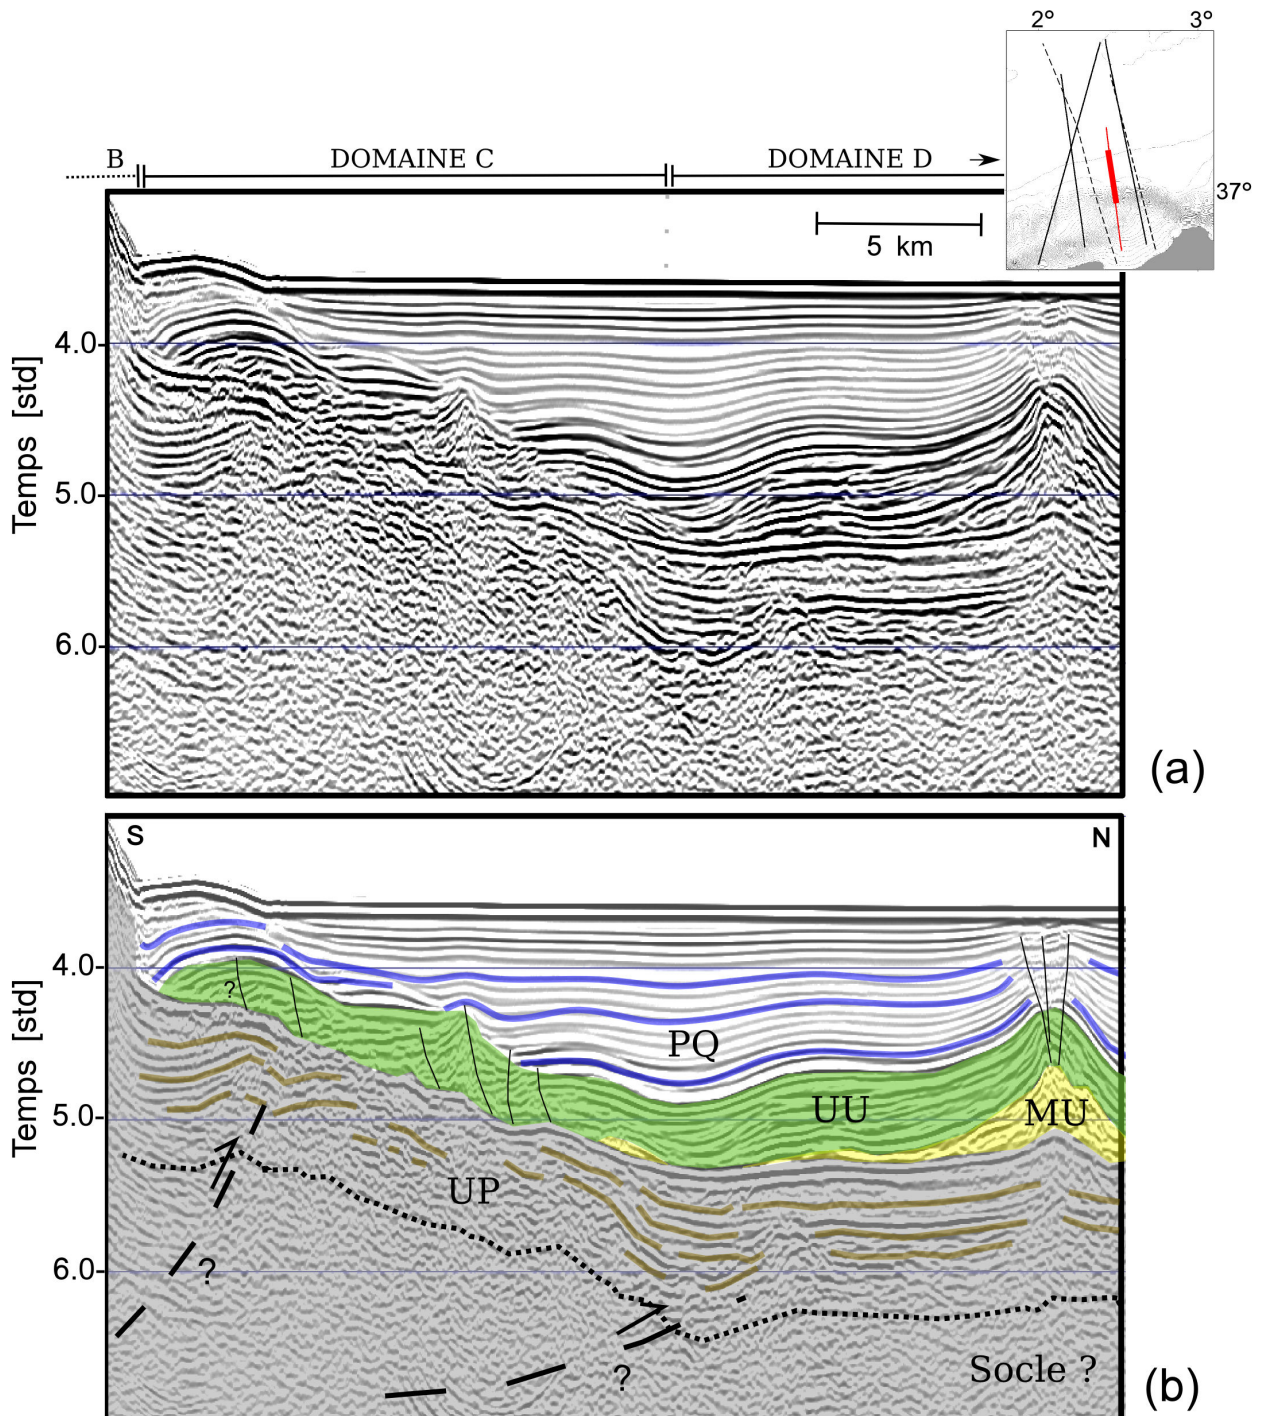 2° 3°
37°
B DOMAINE C DOMAINE D
5 km
4.0
5.0
6.0
Temps [std]
(a)
S N
4.0
5.0
6.0
Temps [std]
?
PQ
UU
MU
UP
?
?
Socle ?
(b)